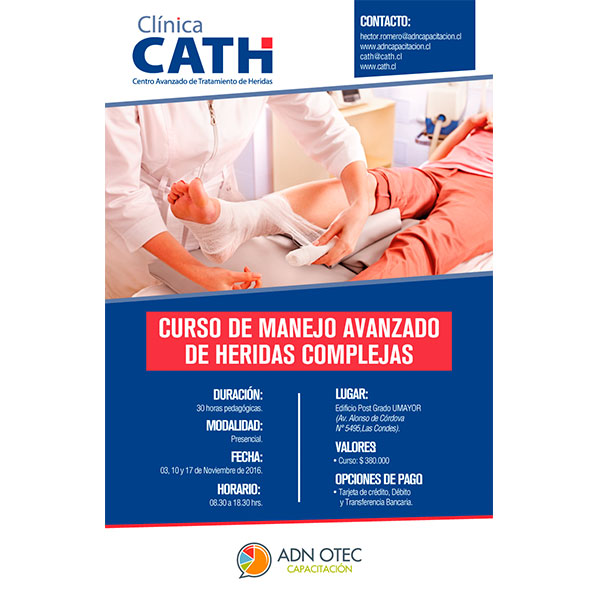 Clínica
CATH
Centro Avanzado de Tratamiento de Heridas
CONTACTO:
hector.romero@adncapacitacion.cl
www.adncapacitacion.cl
cath@cath.cl
www.cath.cl
CURSO DE MANEJO AVANZADO
DE HERIDAS COMPLEJAS
DURACIÓN:
30 horas pedagógicas.
MODALIDAD:
Presencial.
FECHA:
03, 10 y 17 de Noviembre de 2016.
HORARIO:
08.30 a 18.30 hrs.
LUGAR:
Edificio Post Grado UMAYOR
(Av. Alonso de Córdova
N° 5495,Las Condes).
VALORES:
• Curso: $ 380.000
OPCIONES DE PAGO
• Tarjeta de crédito, Débito
y Transferencia Bancaria.
ADN OTEC
CAPACITACIÓN